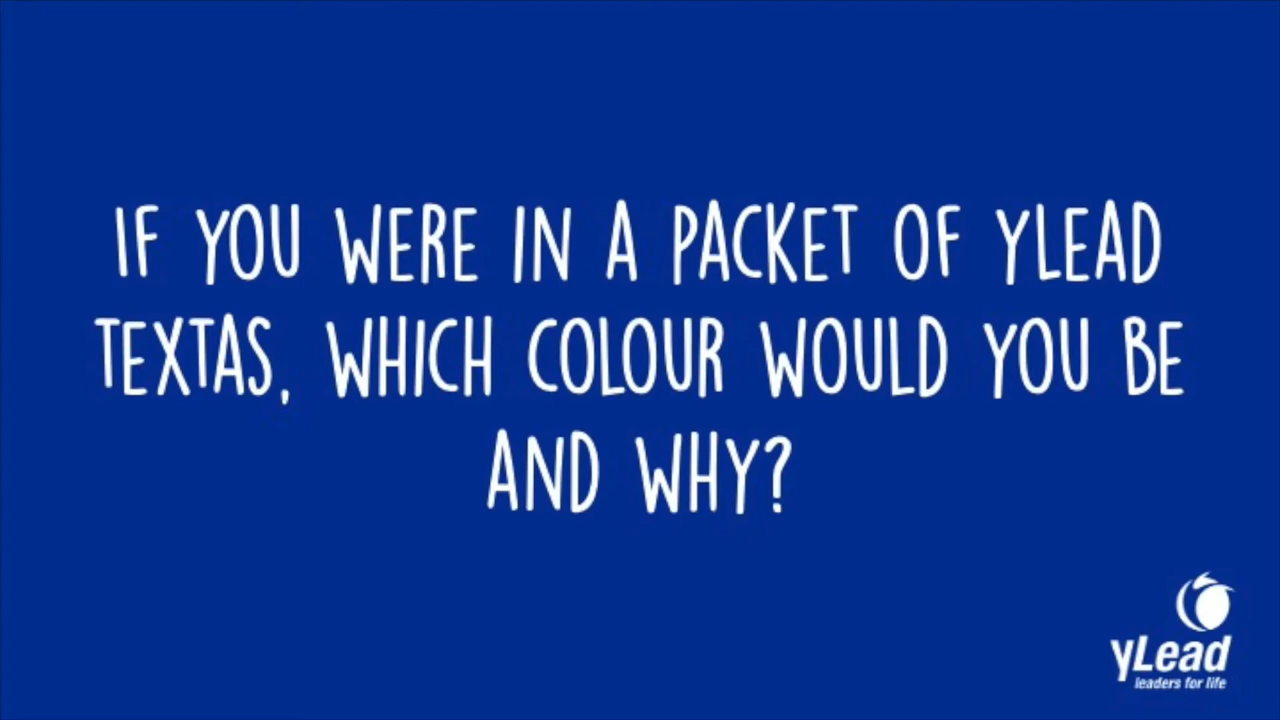 IF YOU WERE IN A PACKET OF YLEAD
TEXTAS, WHICH COLOUR WOULD YOU BE
AND WHY?
yLead
leaders for life